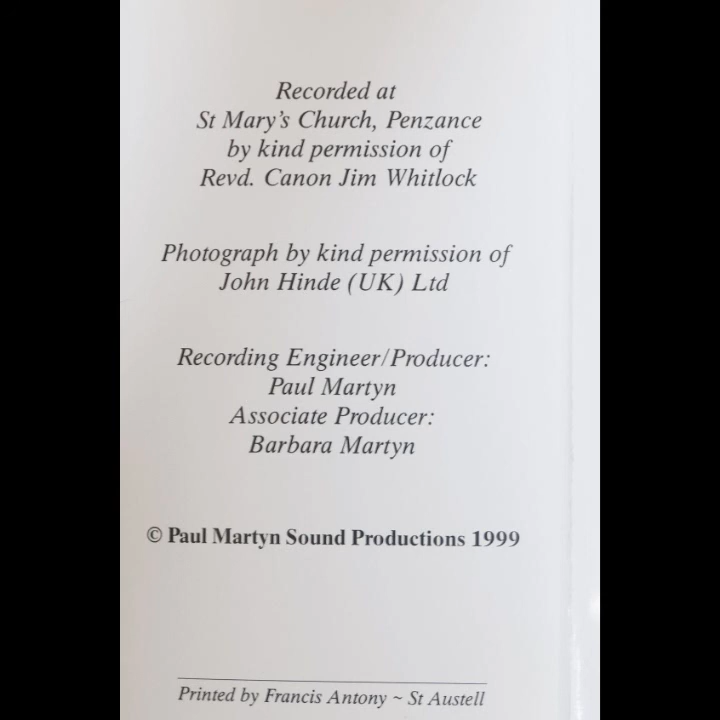 Recorded at
St Mary's Church, Penzance
by kind permission of
Revd. Canon Jim Whitlock
Photograph by kind permission of
John Hinde (UK) Ltd
Recording Engineer/Producer:
Paul Martyn
Associate Producer:
Barbara Martyn
© Paul Martyn Sound Productions 1999
Printed by Francis Antony ~ St Austell